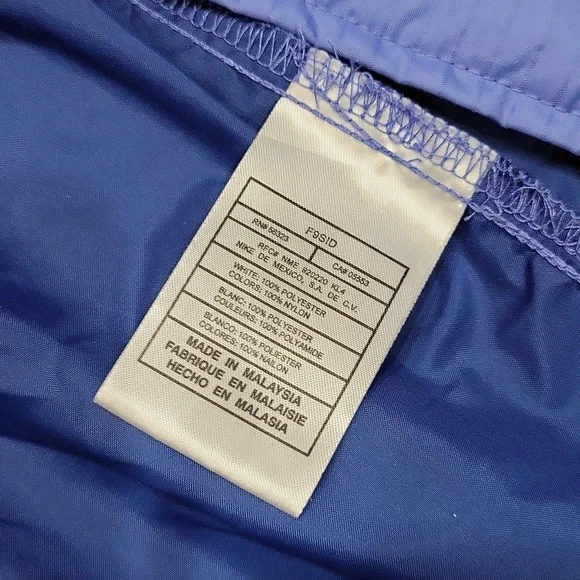 F9SID
RN# 56323 CA# 05553
RFC# NME 920220 KL4
NIKE DE MEXICO, S.A. DE C.V.
WHITE: 100% POLYESTER
COLORS: 100% NYLON
BLANC: 100% POLYESTER
COULEURS: 100% POLYAMIDE
BLANCO: 100% POLIESTER
COLORES: 100% NAILON
MADE IN MALAYSIA
FABRIQUE EN MALAISIE
HECHO EN MALASIA